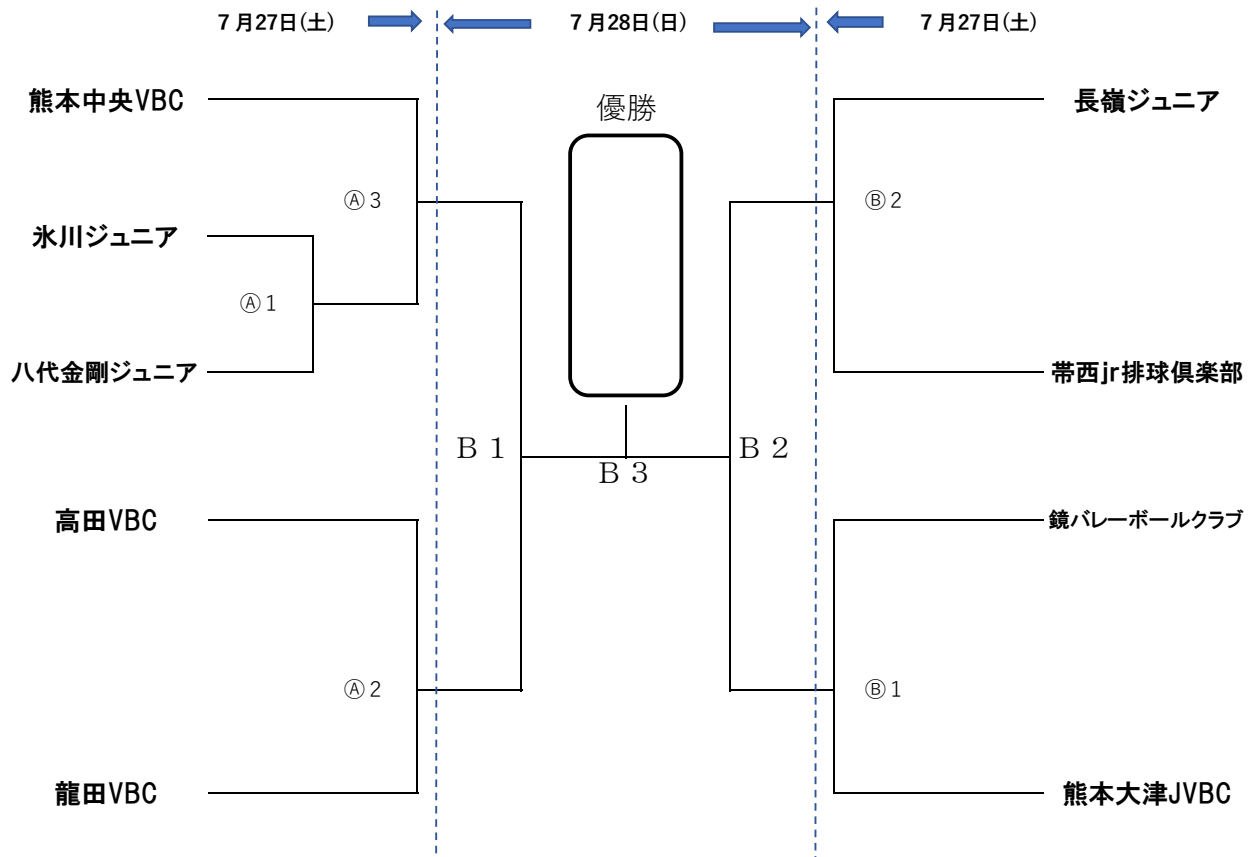 7月27日(土)
7月28日(日)
7月27日(土)
熊本中央VBC
優勝
長嶺ジュニア
Ⓐ3
Ⓑ2
氷川ジュニア
Ⓐ1
八代金剛ジュニア
帯西jr排球倶楽部
B1
B2
B3
高田VBC
鏡バレーボールクラブ
Ⓐ2
Ⓑ1
龍田VBC
熊本大津JVBC